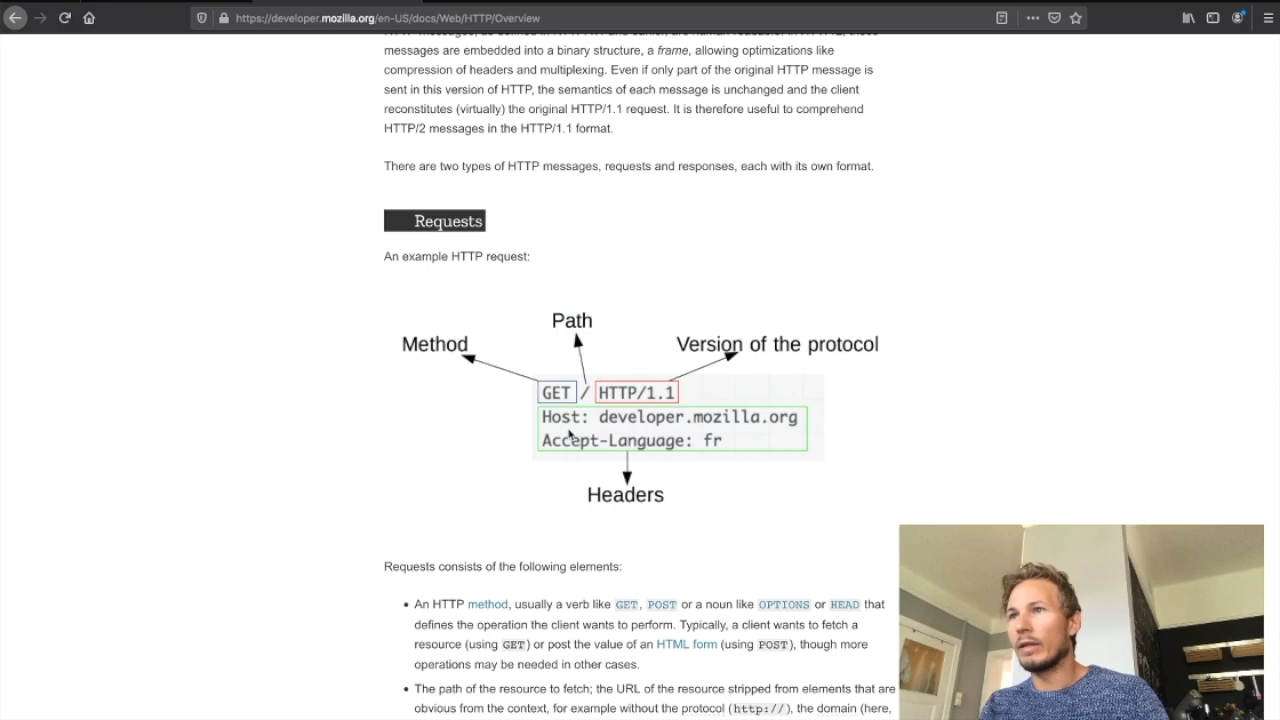 https://developer.mozilla.org/en-US/docs/Web/HTTP/Overview
messages are embedded into a binary structure, a frame, allowing optimizations like
compression of headers and multiplexing. Even if only part of the original HTTP message is
sent in this version of HTTP, the semantics of each message is unchanged and the client
reconstitutes (virtually) the original HTTP/1.1 request. It is therefore useful to comprehend
HTTP/2 messages in the HTTP/1.1 format.
There are two types of HTTP messages, requests and responses, each with its own format.
Requests
An example HTTP request:
Path
Method
Version of the protocol
GET / HTTP/1.1
Host: developer.mozilla.org
Accept-Language: fr
Headers
Requests consists of the following elements:
• An HTTP method, usually a verb like GET, POST or a noun like OPTIONS or HEAD that
defines the operation the client wants to perform. Typically, a client wants to fetch a
resource (using GET) or post the value of an HTML form (using POST), though more
operations may be needed in other cases.
• The path of the resource to fetch; the URL of the resource stripped from elements that are
obvious from the context, for example without the protocol (http://), the domain (here,